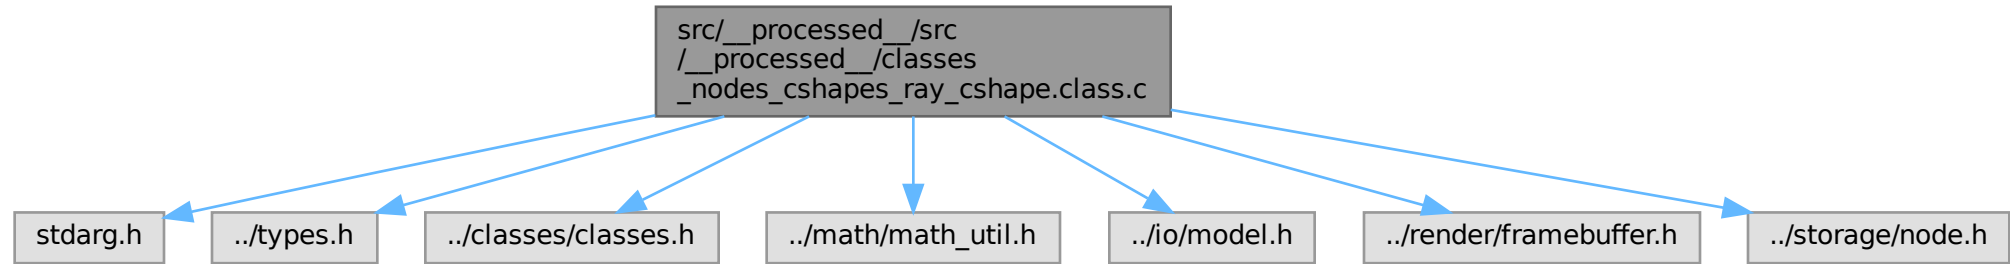 src/__processed__/src
/__processed__/classes
_nodes_cshapes_ray_cshape.class.c
stdarg.h
../types.h
../classes/classes.h
../math/math_util.h
../io/model.h
../render/framebuffer.h
../storage/node.h